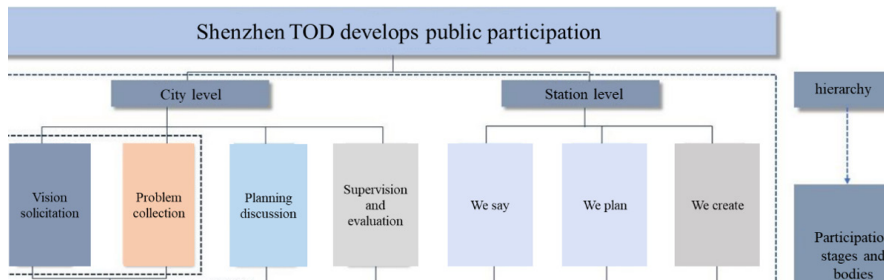 Shenzhen TOD develops public participation
City level
Station level
hierarchy
Vision
solicitation
Problem
collection
Planning
discussion
Supervision
and
evaluation
We say
We plan
We create
Participation
stages and
bodies